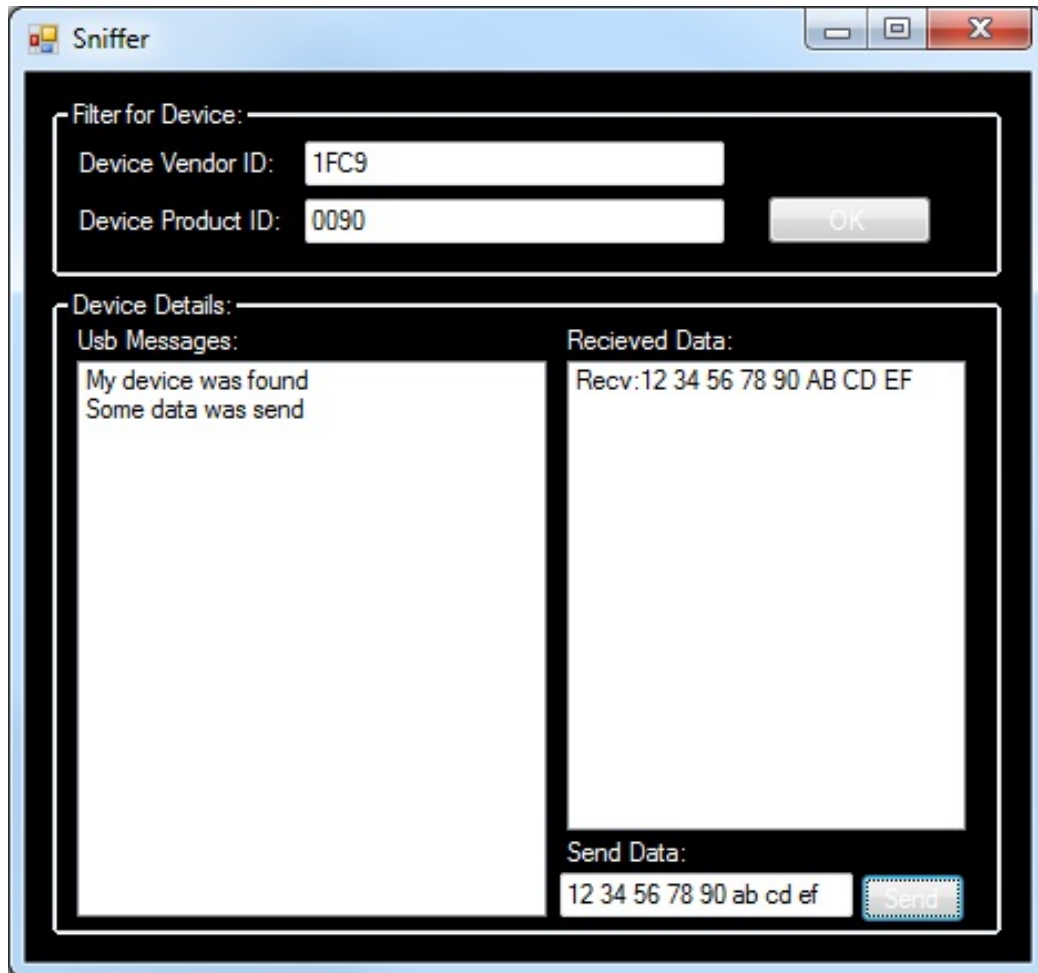 Sniffer
Filter for Device:
Device Vendor ID:
1FC9
Device Product ID:
0090
OK
Device Details:
Usb Messages:
My device was found
Some data was send
Recieved Data:
Recv:12 34 56 78 90 AB CD EF
Send Data:
12 34 56 78 90 ab cd ef
Send